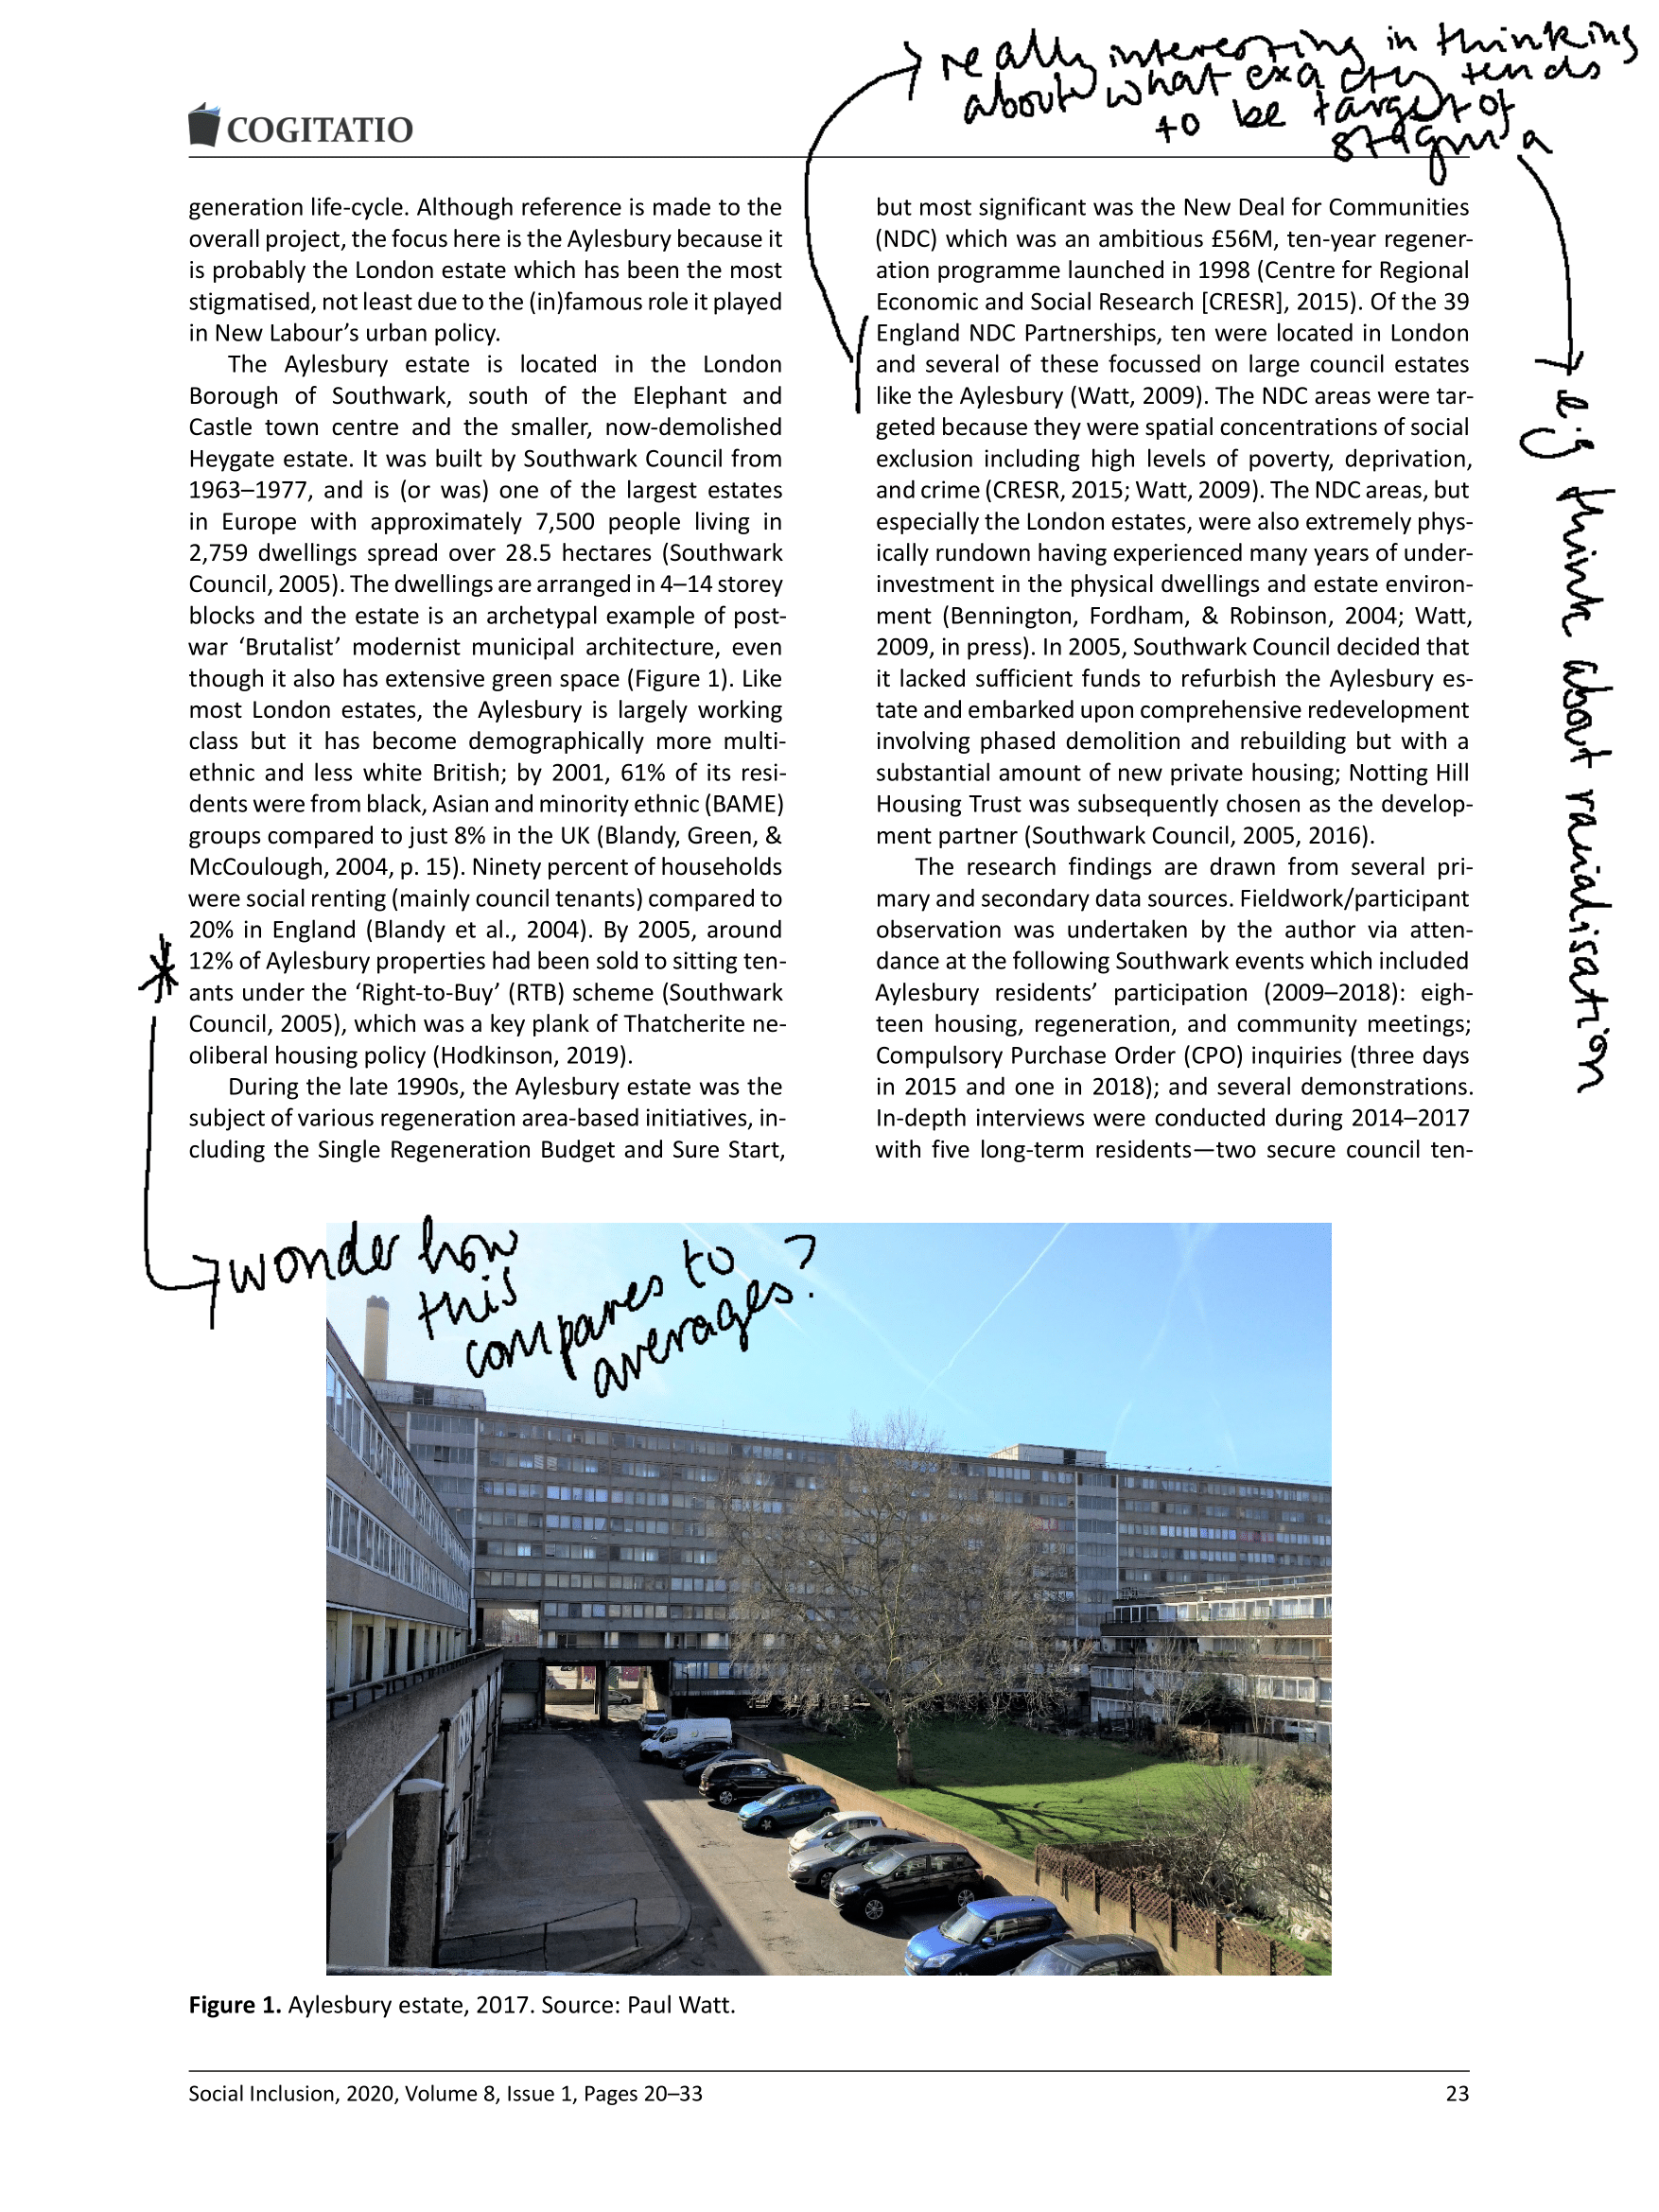 really interesting in thinking
about what exactly tends
to be target of
stigma
COGITATIO
generation life-cycle. Although reference is made to the
overall project, the focus here is the Aylesbury because it
is probably the London estate which has been the most
stigmatised, not least due to the (in)famous role it played
in New Labour’s urban policy.
The Aylesbury estate is located in the London
Borough of Southwark, south of the Elephant and
Castle town centre and the smaller, now-demolished
Heygate estate. It was built by Southwark Council from
1963–1977, and is (or was) one of the largest estates
in Europe with approximately 7,500 people living in
2,759 dwellings spread over 28.5 hectares (Southwark
Council, 2005). The dwellings are arranged in 4–14 storey
blocks and the estate is an archetypal example of post-
war ‘Brutalist’ modernist municipal architecture, even
though it also has extensive green space (Figure 1). Like
most London estates, the Aylesbury is largely working
class but it has become demographically more multi-
ethnic and less white British; by 2001, 61% of its resi-
dents were from black, Asian and minority ethnic (BAME)
groups compared to just 8% in the UK (Blandy, Green, &
McCoulough, 2004, p. 15). Ninety percent of households
were social renting (mainly council tenants) compared to
20% in England (Blandy et al., 2004). By 2005, around
12% of Aylesbury properties had been sold to sitting ten-
ants under the ‘Right-to-Buy’ (RTB) scheme (Southwark
Council, 2005), which was a key plank of Thatcherite ne-
oliberal housing policy (Hodkinson, 2019).
During the late 1990s, the Aylesbury estate was the
subject of various regeneration area-based initiatives, in-
cluding the Single Regeneration Budget and Sure Start,
but most significant was the New Deal for Communities
(NDC) which was an ambitious £56M, ten-year regener-
ation programme launched in 1998 (Centre for Regional
Economic and Social Research [CRESR], 2015). Of the 39
England NDC Partnerships, ten were located in London
and several of these focussed on large council estates
like the Aylesbury (Watt, 2009). The NDC areas were tar-
geted because they were spatial concentrations of social
exclusion including high levels of poverty, deprivation,
and crime (CRESR, 2015; Watt, 2009). The NDC areas, but
especially the London estates, were also extremely phys-
ically rundown having experienced many years of under-
investment in the physical dwellings and estate environ-
ment (Bennington, Fordham, & Robinson, 2004; Watt,
2009, in press). In 2005, Southwark Council decided that
it lacked sufficient funds to refurbish the Aylesbury es-
tate and embarked upon comprehensive redevelopment
involving phased demolition and rebuilding but with a
substantial amount of new private housing; Notting Hill
Housing Trust was subsequently chosen as the develop-
ment partner (Southwark Council, 2005, 2016).
The research findings are drawn from several pri-
mary and secondary data sources. Fieldwork/participant
observation was undertaken by the author via atten-
dance at the following Southwark events which included
Aylesbury residents’ participation (2009–2018): eigh-
teen housing, regeneration, and community meetings;
Compulsory Purchase Order (CPO) inquiries (three days
in 2015 and one in 2018); and several demonstrations.
In-depth interviews were conducted during 2014–2017
with five long-term residents—two secure council ten-
e.g think about racialisation
wonder how
this
compares to
averages?
Figure 1. Aylesbury estate, 2017. Source: Paul Watt.
Social Inclusion, 2020, Volume 8, Issue 1, Pages 20–33
23